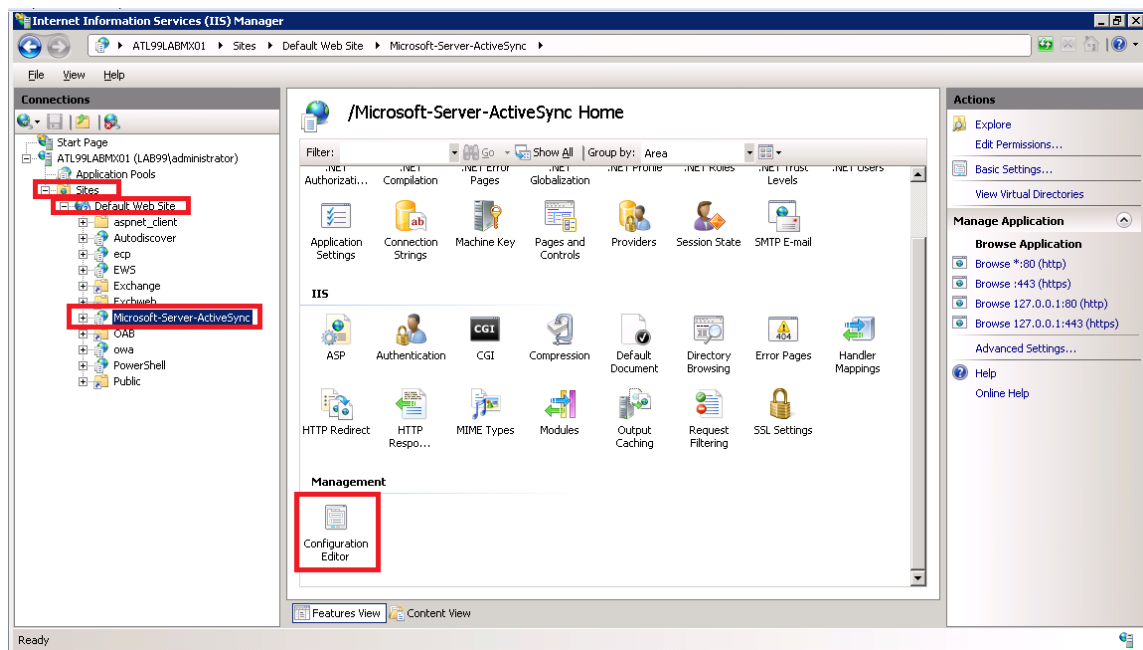 Internet Information Services (IIS) Manager
ATL99LABMX01 Sites Default Web Site Microsoft-Server-ActiveSync
File View Help
Connections
Start Page
ATL99LABMX01 (LAB99\administrator)
Application Pools
Sites
Default Web Site
aspnet_client
Autodiscover
ecp
EWS
Exchange
Exchweb
Microsoft-Server-ActiveSync
OAB
owa
PowerShell
Public
/Microsoft-Server-ActiveSync Home
Filter: Go Show All Group by: Area
.NET Authorizati...
.NET Compilation
.NET Error Pages
.NET Globalization
.NET Profile
.NET Roles
.NET Trust Levels
.NET Users
Application Settings
Connection Strings
Machine Key
Pages and Controls
Providers
Session State
SMTP E-mail
ab
IIS
ASP
Authentication
CGI
CGI
Compression
Default Document
Directory Browsing
404
Error Pages
Handler Mappings
HTTP Redirect
HTTP Respo...
MIME Types
Modules
Output Caching
Request Filtering
SSL Settings
Management
Configuration Editor
Features View Content View
Actions
Explore
Edit Permissions...
Basic Settings...
View Virtual Directories
Manage Application
Browse Application
Browse *:80 (http)
Browse :443 (https)
Browse 127.0.0.1:80 (http)
Browse 127.0.0.1:443 (https)
Advanced Settings...
Help
Online Help
Ready